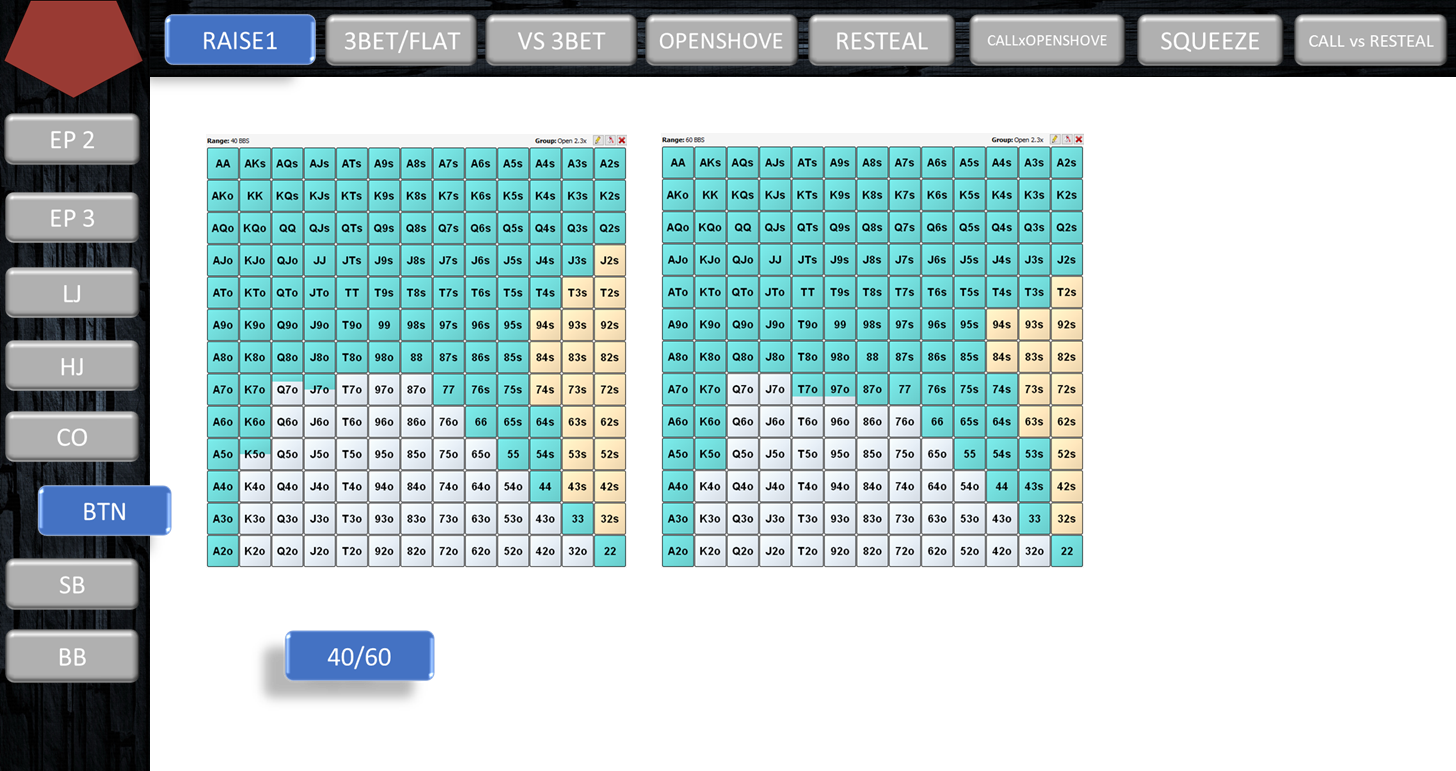 RAISE1 3BET/FLAT VS 3BET OPENSHOVE RESTEAL CALLxOPENSHOVE SQUEEZE CALL vs RESTEAL
EP 2
EP 3
LJ
HJ
CO
BTN
SB
BB
Range: 40 BBS Group: Open 2.3x
AA AKs AQs AJs ATs A9s A8s A7s A6s A5s A4s A3s A2s
AKo KK KQs KJs KTs K9s K8s K7s K6s K5s K4s K3s K2s
AQo KQo QQ QJs QTs Q9s Q8s Q7s Q6s Q5s Q4s Q3s Q2s
AJo KJo QJo JJ JTs J9s J8s J7s J6s J5s J4s J3s J2s
ATo KTo QTo JTo TT T9s T8s T7s T6s T5s T4s T3s T2s
A9o K9o Q9o J9o T9o 99 98s 97s 96s 95s 94s 93s 92s
A8o K8o Q8o J8o T8o 98o 88 87s 86s 85s 84s 83s 82s
A7o K7o Q7o J7o T7o 97o 87o 77 76s 75s 74s 73s 72s
A6o K6o Q6o J6o T6o 96o 86o 76o 66 65s 64s 63s 62s
A5o K5o Q5o J5o T5o 95o 85o 75o 65o 55 54s 53s 52s
A4o K4o Q4o J4o T4o 94o 84o 74o 64o 54o 44 43s 42s
A3o K3o Q3o J3o T3o 93o 83o 73o 63o 53o 43o 33 32s
A2o K2o Q2o J2o T2o 92o 82o 72o 62o 52o 42o 32o 22
Range: 60 BBS Group: Open 2.3x
AA AKs AQs AJs ATs A9s A8s A7s A6s A5s A4s A3s A2s
AKo KK KQs KJs KTs K9s K8s K7s K6s K5s K4s K3s K2s
AQo KQo QQ QJs QTs Q9s Q8s Q7s Q6s Q5s Q4s Q3s Q2s
AJo KJo QJo JJ JTs J9s J8s J7s J6s J5s J4s J3s J2s
ATo KTo QTo JTo TT T9s T8s T7s T6s T5s T4s T3s T2s
A9o K9o Q9o J9o T9o 99 98s 97s 96s 95s 94s 93s 92s
A8o K8o Q8o J8o T8o 98o 88 87s 86s 85s 84s 83s 82s
A7o K7o Q7o J7o T7o 97o 87o 77 76s 75s 74s 73s 72s
A6o K6o Q6o J6o T6o 96o 86o 76o 66 65s 64s 63s 62s
A5o K5o Q5o J5o T5o 95o 85o 75o 65o 55 54s 53s 52s
A4o K4o Q4o J4o T4o 94o 84o 74o 64o 54o 44 43s 42s
A3o K3o Q3o J3o T3o 93o 83o 73o 63o 53o 43o 33 32s
A2o K2o Q2o J2o T2o 92o 82o 72o 62o 52o 42o 32o 22
40/60